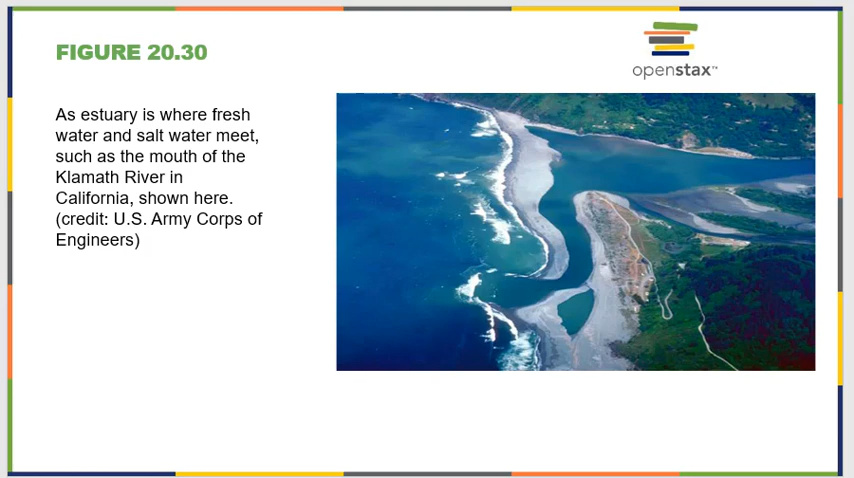 FIGURE 20.30
openstax™
As estuary is where fresh
water and salt water meet,
such as the mouth of the
Klamath River in
California, shown here.
(credit: U.S. Army Corps of
Engineers)